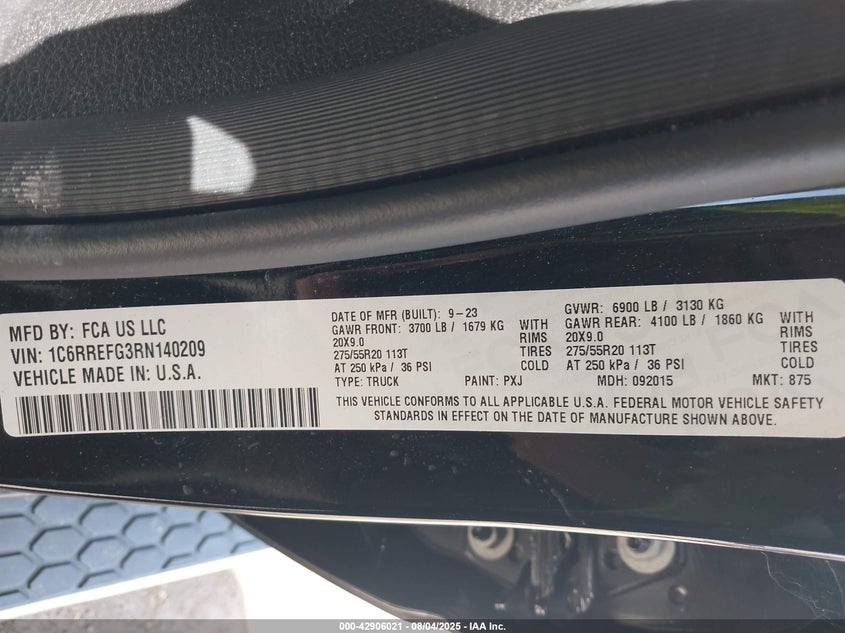 MFD BY: FCA US LLC
VIN: 1C6RREFG3RN140209
VEHICLE MADE IN: U.S.A.
DATE OF MFR (BUILT): 9-23
GVWR: 6900 LB / 3130 KG
GAWR FRONT: 3700 LB / 1679 KG WITH
20X9.0 RIMS
275/55R20 113T
AT 250 kPa / 36 PSI COLD
GAWR REAR: 4100 LB / 1860 KG WITH
20X9.0 RIMS
275/55R20 113T
AT 250 kPa / 36 PSI COLD
TYPE: TRUCK PAINT: PXJ MDH: 092015 MKT: 875
THIS VEHICLE CONFORMS TO ALL APPLICABLE U.S.A. FEDERAL MOTOR VEHICLE SAFETY
STANDARDS IN EFFECT ON THE DATE OF MANUFACTURE SHOWN ABOVE.
000-42906021 - 08/04/2025 - IAA Inc.